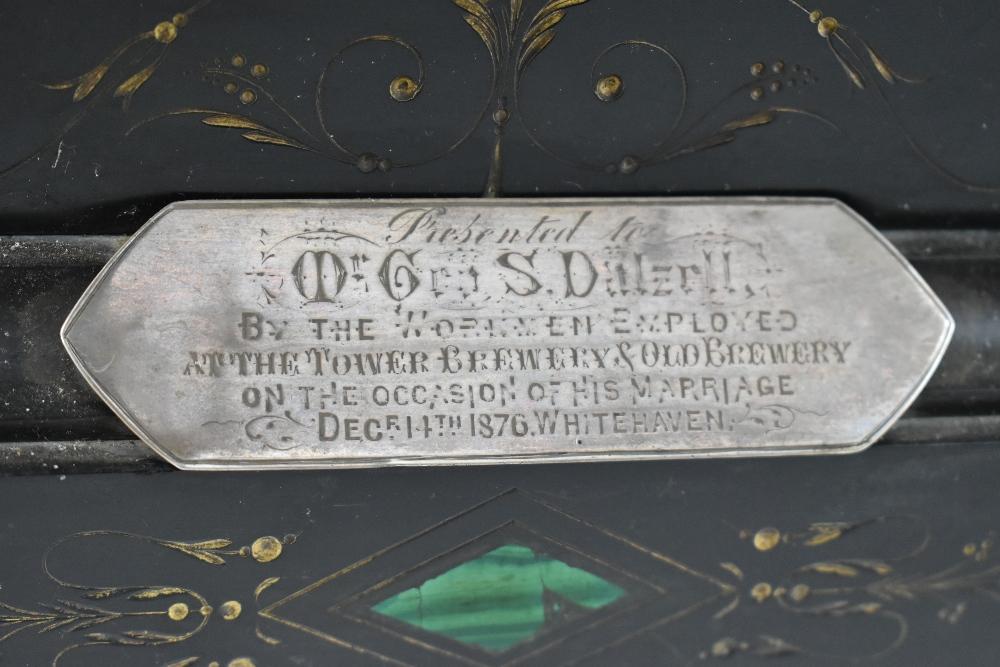 Presented to
Mr Geo S. Dalzell,
BY THE WORKMEN EMPLOYED
AT THE TOWER BREWERY & OLD BREWERY
ON THE OCCASION OF HIS MARRIAGE
DECR. 14TH 1876. WHITEHAVEN.